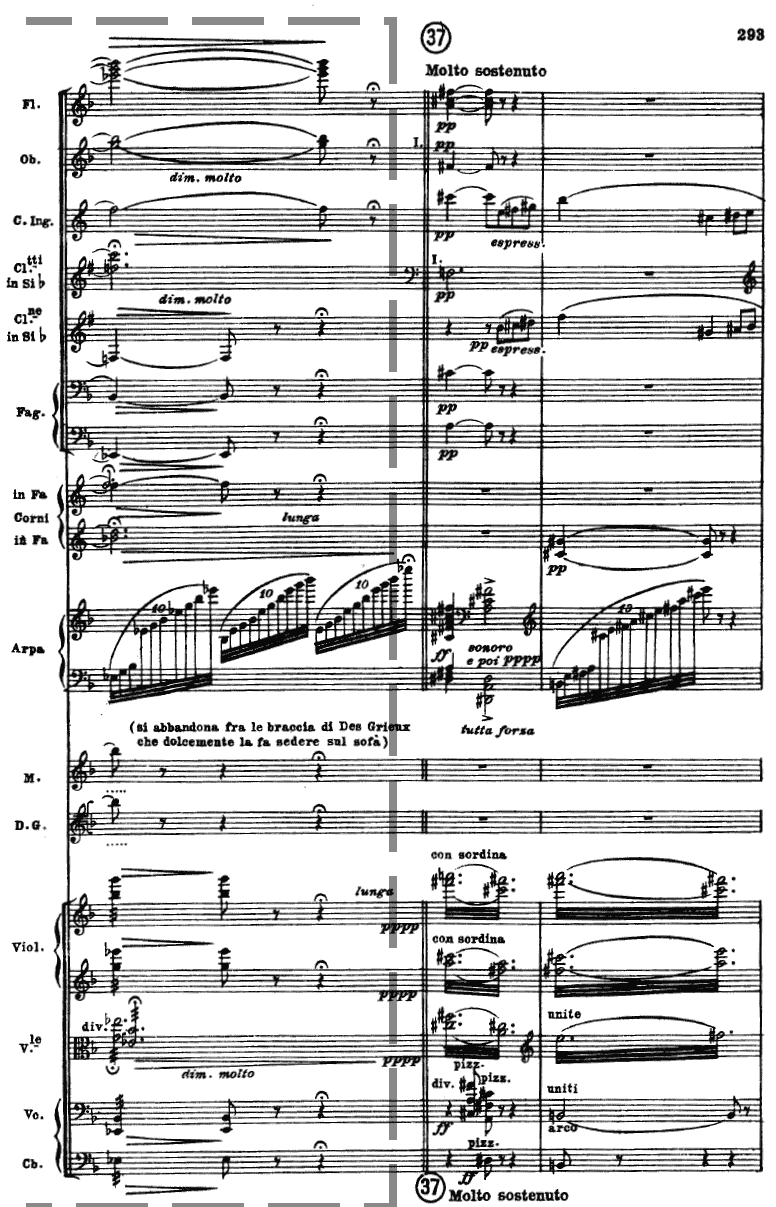 37
293
Molto sostenuto
Fl.
pp
Ob.
I.
pp
dim. molto
C. Ing.
pp
espress.
Cl.tti
in Si♭
I.
pp
dim. molto
Cl.ne
in Si♭
pp espress.
Fag.
pp
pp
in Fa
Corni
in Fa
lunga
pp
10
10
10
19
Arpa
ff
sonoro
e poi pppp
tutta forza
(si abbandona fra le braccia di Des Grieux
che dolcemente la fa sedere sul sofà)
M.
D.G.
con sordina
lunga
pppp
Viol.
con sordina
pppp
unite
div.
V.le
pppp
dim. molto
pizz.
div.
pizz.
uniti
Vc.
ff
arco
pizz.
Cb.
ff
37
Molto sostenuto